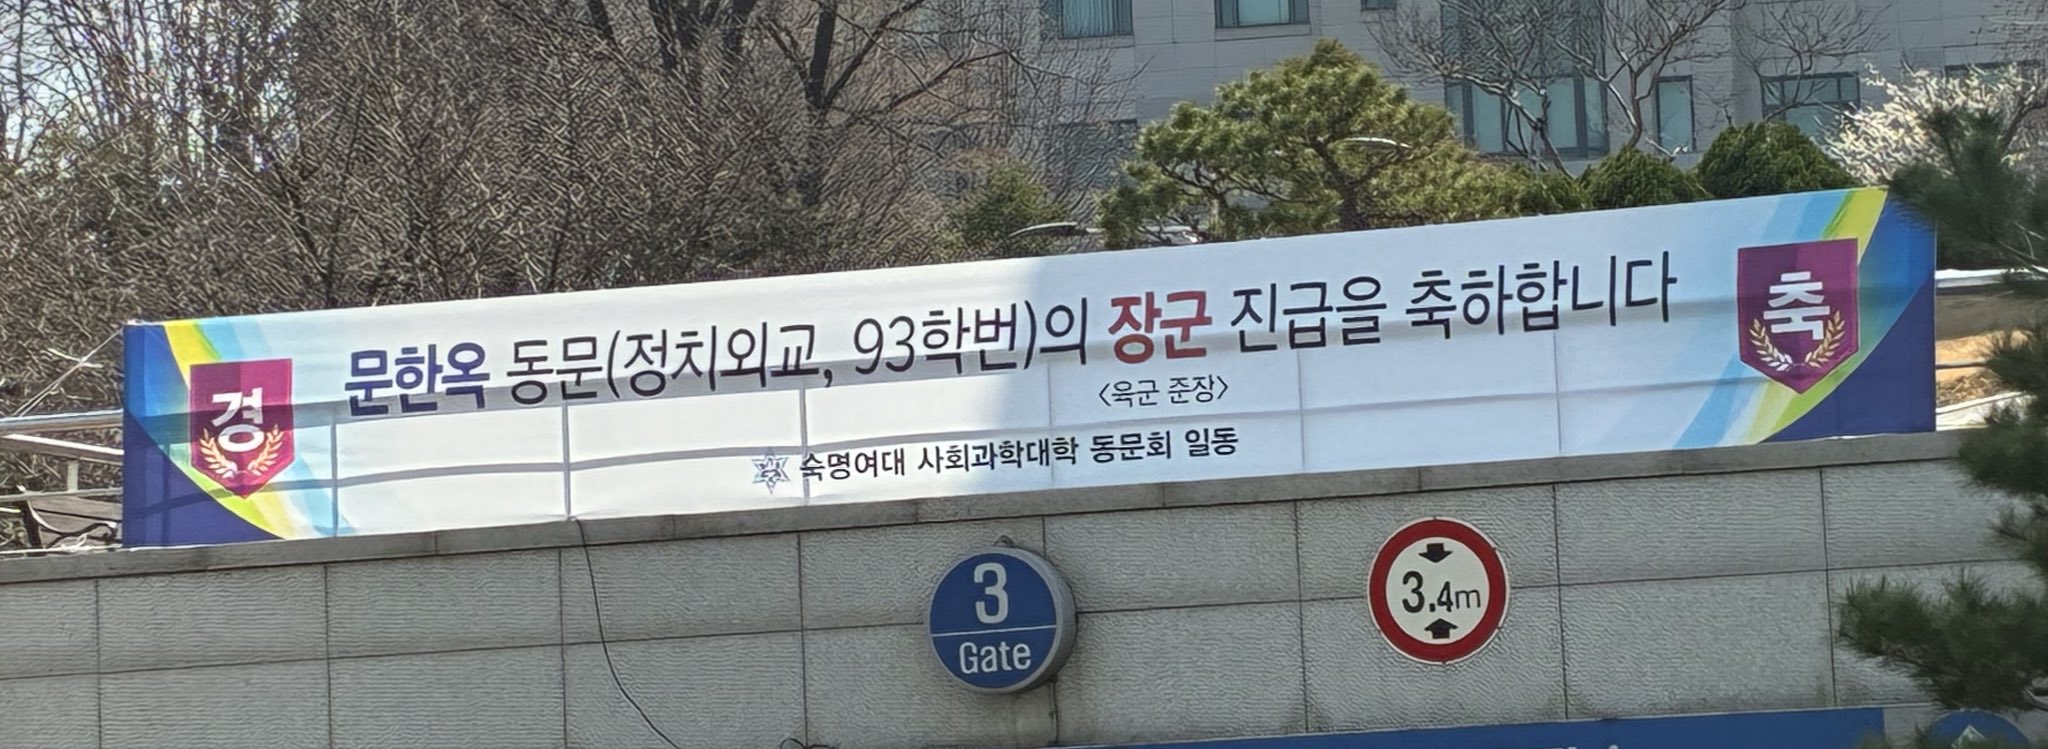 경 문한옥 동문(정치외교, 93학번)의 장군 진급을 축하합니다 축
<육군 준장>
숙명여대 사회과학대학 동문회 일동
3
Gate
3.4m